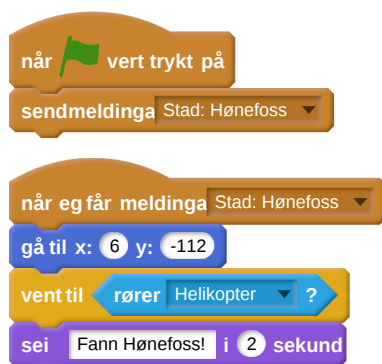 når vert trykt på
sendmeldinga Stad: Hønefoss
når eg får meldinga Stad: Hønefoss
gå til x: 6 y: -112
vent til rører Helikopter ?
sei Fann Hønefoss! i 2 sekund